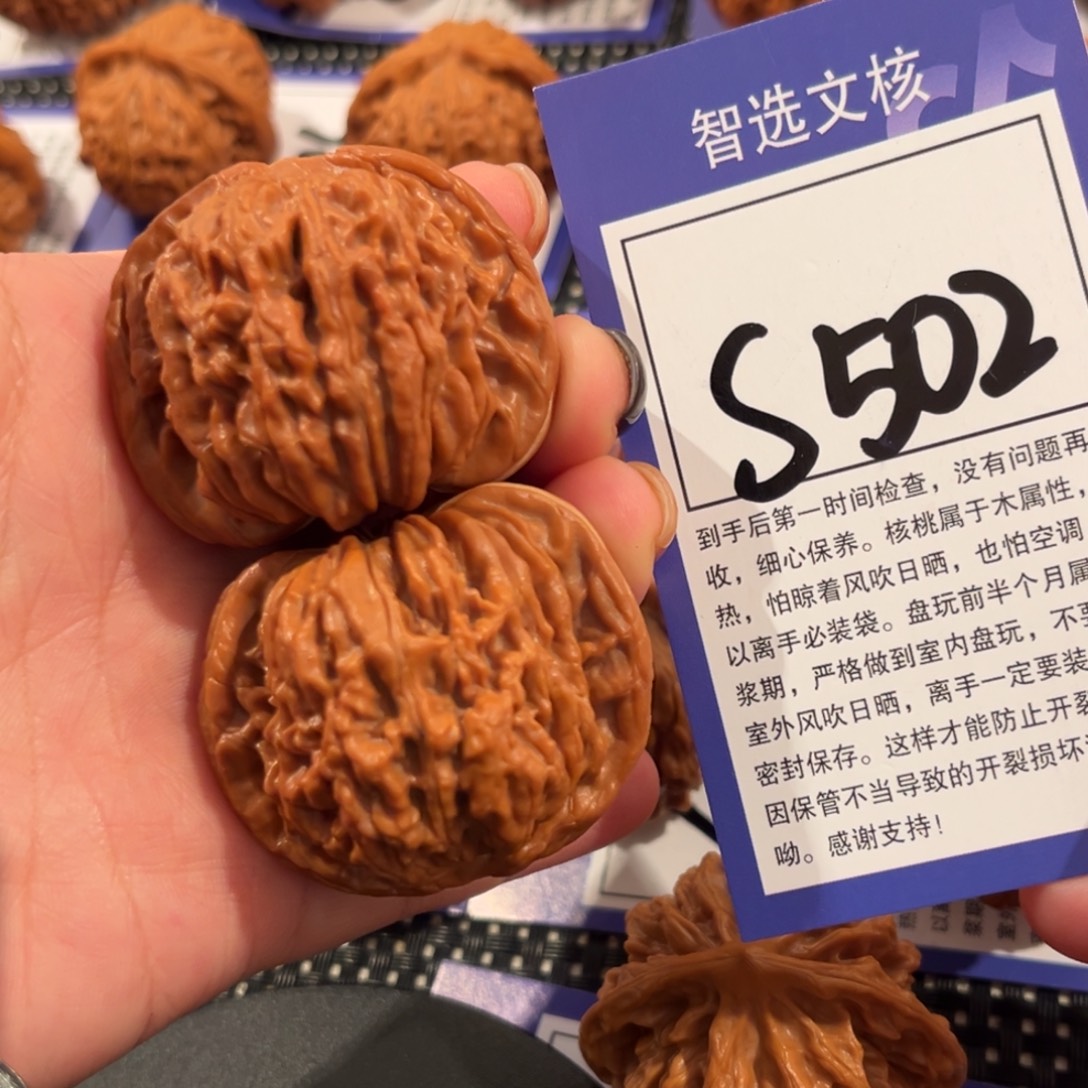 智选文核
S502
到手后第一时间检查，没有问题再
收，细心保养。核桃属于木属性，
热，怕晾着风吹日晒，也怕空调
以离手必装袋。盘玩前半个月属
浆期，严格做到室内盘玩，不要
室外风吹日晒，离手一定要装
密封保存。这样才能防止开裂
因保管不当导致的开裂损坏
呦。感谢支持！